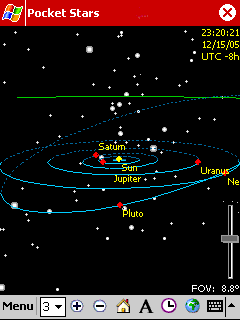 Pocket Stars
23:20:21
12/15/05
UTC -8h
Saturn
Sun
Uranus
Jupiter
Ne
Pluto
FOV: 8.8°
Menu 3 A